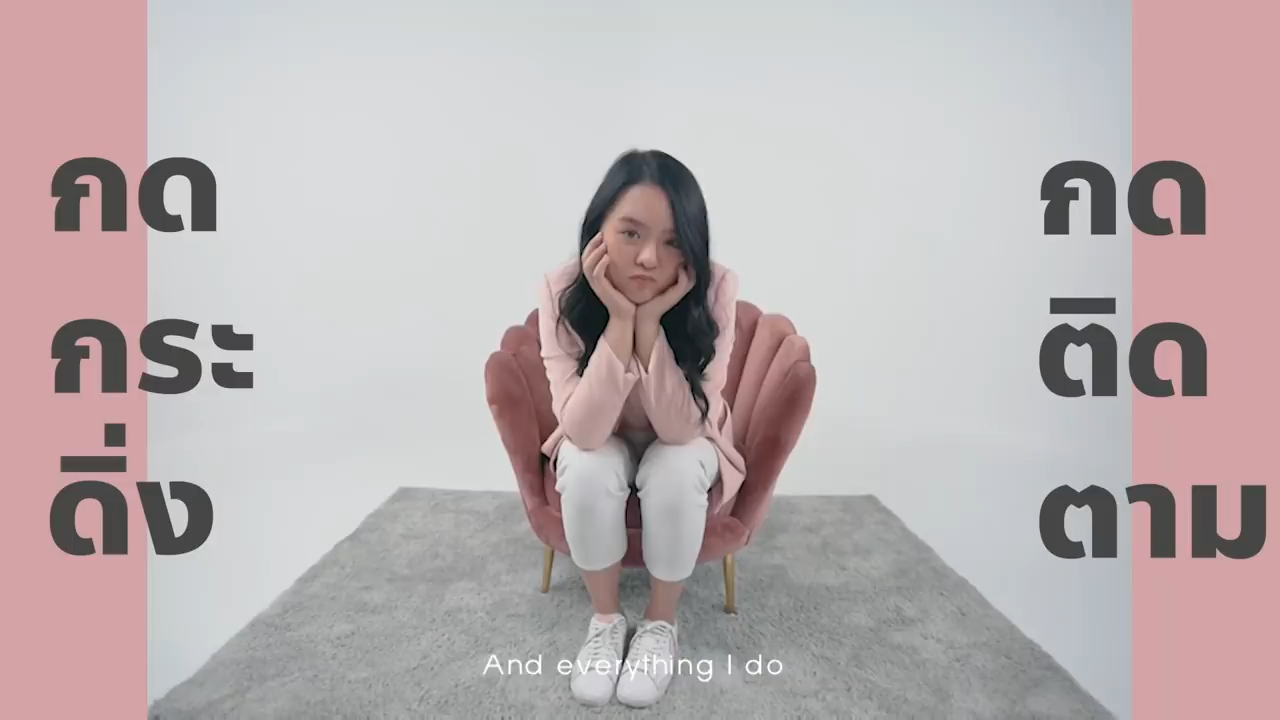 กด
กระ
ดิ่ง
กด
ติด
ตาม
And everything I do